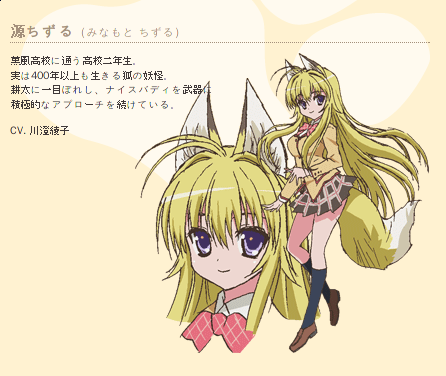 源ちずる (みなもと ちずる)
薫風高校に通う高校二年生。
実は400年以上も生きる狐の妖怪。
耕太に一目ぼれし、ナイスバディを武器に
積極的なアプローチを続けている。
CV. 川澄綾子